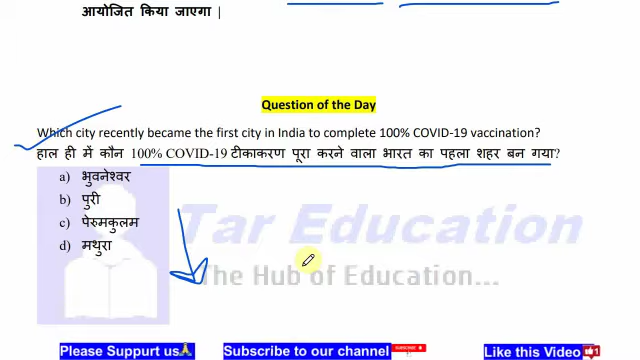 आयोजित किया जाएगा |
Question of the Day
Which city recently became the first city in India to complete 100% COVID-19 vaccination?
हाल ही में कौन 100% COVID-19 टीकाकरण पूरा करने वाला भारत का पहला शहर बन गया?
a) भुवनेश्वर
b) पुरी
c) पेरुमकुलम
d) मथुरा
Tar Education
The Hub of Education...
Please Suppurt us Subscribe to our channel SUBSCRIBE Like this Video +1